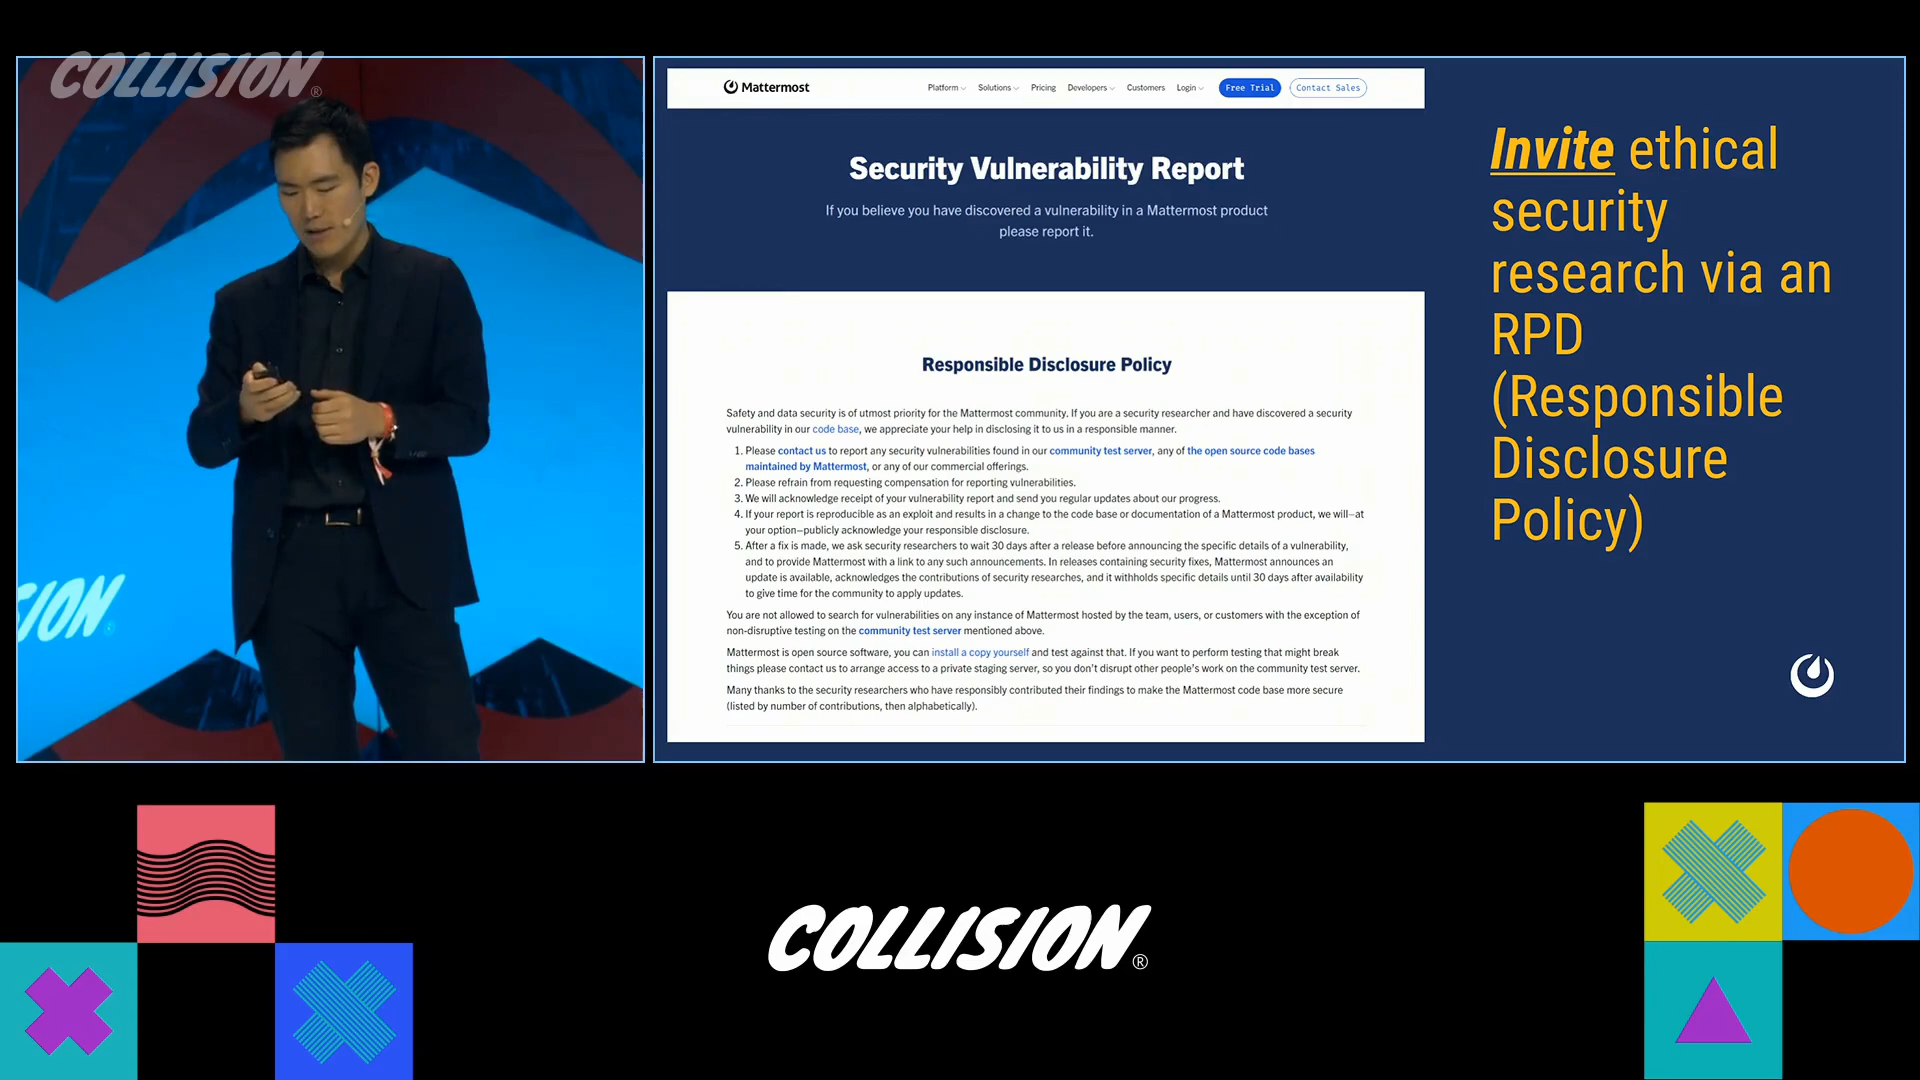 COLLISION®
ION
Mattermost
Platform Solutions Pricing Developers Customers Login Free Trial Contact Sales
Security Vulnerability Report
If you believe you have discovered a vulnerability in a Mattermost product
please report it.
Responsible Disclosure Policy
Safety and data security is of utmost priority for the Mattermost community. If you are a security researcher and have discovered a security
vulnerability in our code base, we appreciate your help in disclosing it to us in a responsible manner.
1. Please contact us to report any security vulnerabilities found in our community test server, any of the open source code bases
maintained by Mattermost, or any of our commercial offerings.
2. Please refrain from requesting compensation for reporting vulnerabilities.
3. We will acknowledge receipt of your vulnerability report and send you regular updates about our progress.
4. If your report is reproducible as an exploit and results in a change to the code base or documentation of a Mattermost product, we will–at
your option–publicly acknowledge your responsible disclosure.
5. After a fix is made, we ask security researchers to wait 30 days after a release before announcing the specific details of a vulnerability,
and to provide Mattermost with a link to any such announcements. In releases containing security fixes, Mattermost announces an
update is available, acknowledges the contributions of security researches, and it withholds specific details until 30 days after availability
to give time for the community to apply updates.
You are not allowed to search for vulnerabilities on any instance of Mattermost hosted by the team, users, or customers with the exception of
non-disruptive testing on the community test server mentioned above.
Mattermost is open source software, you can install a copy yourself and test against that. If you want to perform testing that might break
things please contact us to arrange access to a private staging server, so you don't disrupt other people's work on the community test server.
Many thanks to the security researchers who have responsibly contributed their findings to make the Mattermost code base more secure
(listed by number of contributions, then alphabetically).
Invite ethical
security
research via an
RPD
(Responsible
Disclosure
Policy)
COLLISION®